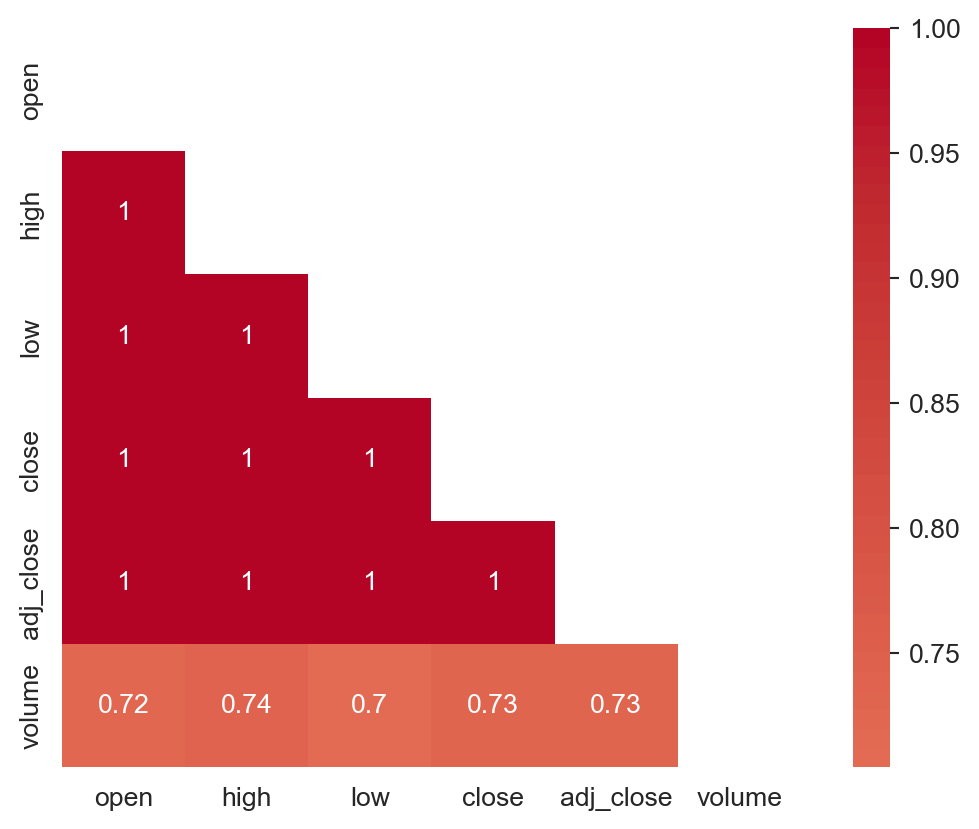 1.00
open
0.95
high
1
0.90
low
1 1
0.85
close
1 1 1
0.80
adj_close
1 1 1 1
0.75
volume
0.72 0.74 0.7 0.73 0.73
open high low close adj_close volume